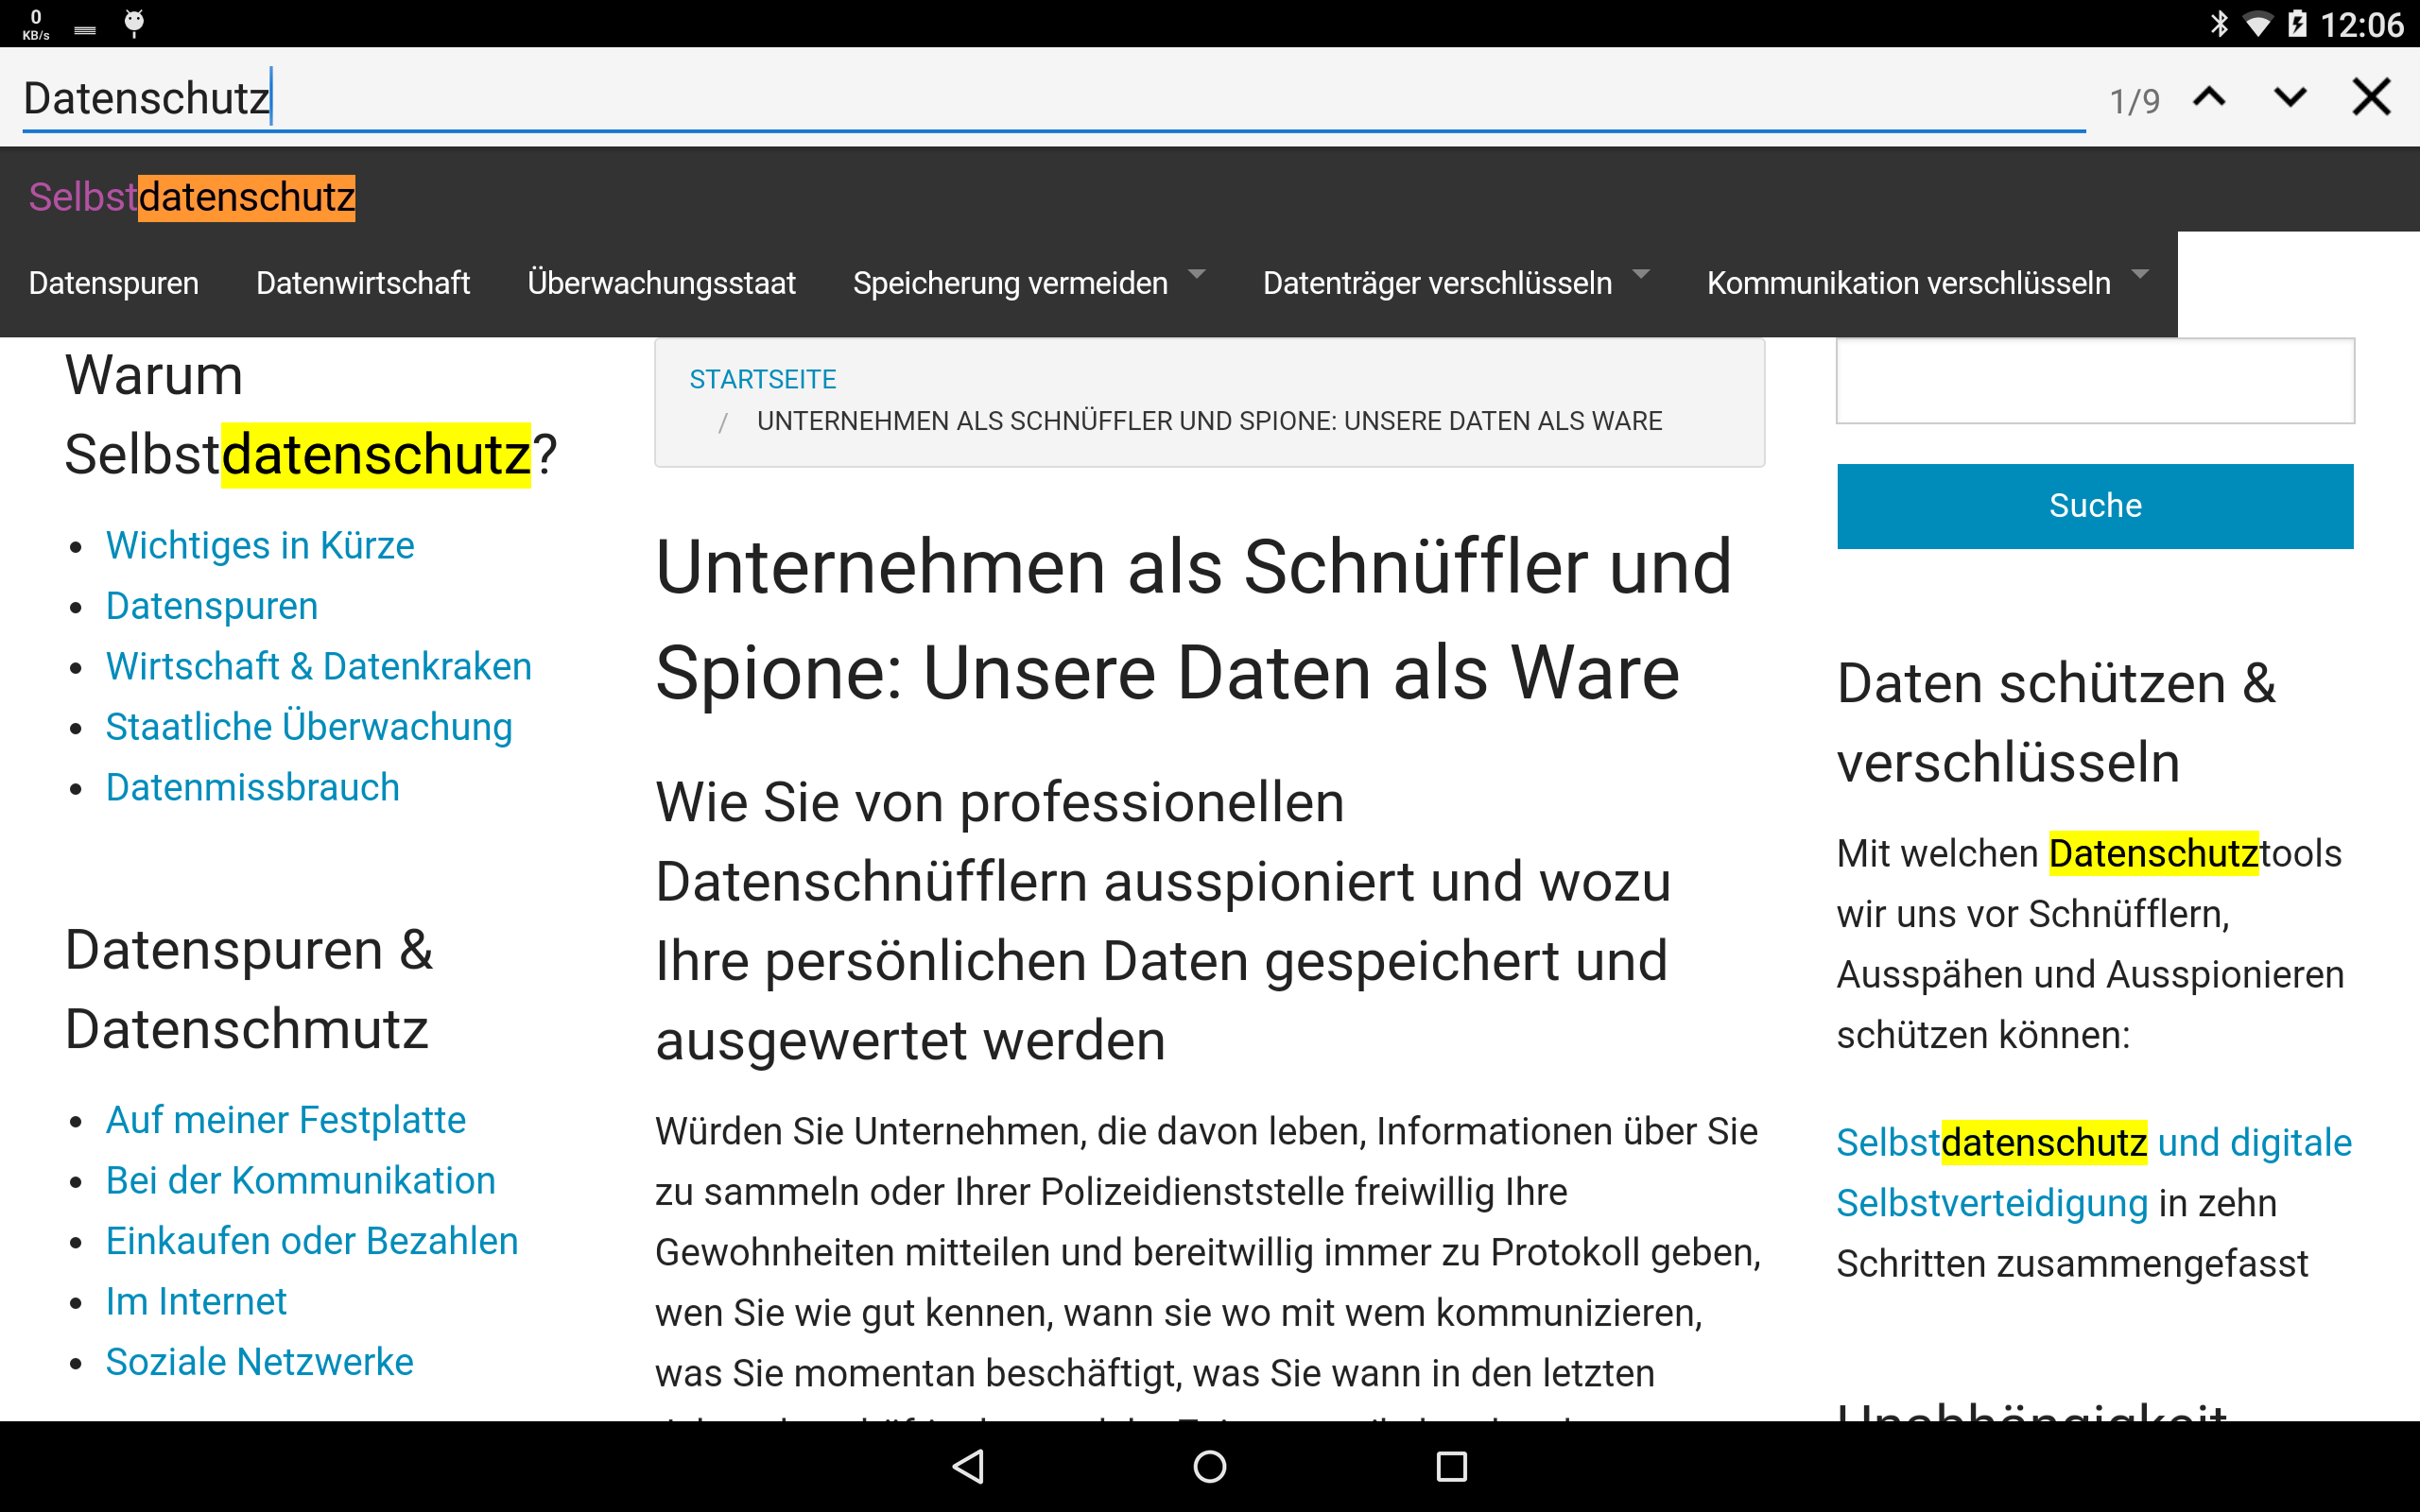 0
KB/s
12:06
Datenschutz
1/9
Selbstdatenschutz
Datenspuren
Datenwirtschaft
Überwachungsstaat
Speicherung vermeiden
Datenträger verschlüsseln
Kommunikation verschlüsseln
Warum
Selbstdatenschutz?
Wichtiges in Kürze
Datenspuren
Wirtschaft & Datenkraken
Staatliche Überwachung
Datenmissbrauch
Datenspuren &
Datenschmutz
Auf meiner Festplatte
Bei der Kommunikation
Einkaufen oder Bezahlen
Im Internet
Soziale Netzwerke
STARTSEITE
/ UNTERNEHMEN ALS SCHNÜFFLER UND SPIONE: UNSERE DATEN ALS WARE
Unternehmen als Schnüffler und
Spione: Unsere Daten als Ware
Wie Sie von professionellen
Datenschnüfflern ausspioniert und wozu
Ihre persönlichen Daten gespeichert und
ausgewertet werden
Würden Sie Unternehmen, die davon leben, Informationen über Sie
zu sammeln oder Ihrer Polizeidienststelle freiwillig Ihre
Gewohnheiten mitteilen und bereitwillig immer zu Protokoll geben,
wen Sie wie gut kennen, wann sie wo mit wem kommunizieren,
was Sie momentan beschäftigt, was Sie wann in den letzten
Suche
Daten schützen &
verschlüsseln
Mit welchen Datenschutztools
wir uns vor Schnüfflern,
Ausspähen und Ausspionieren
schützen können:
Selbstdatenschutz und digitale
Selbstverteidigung in zehn
Schritten zusammengefasst
Unabhängigkeit